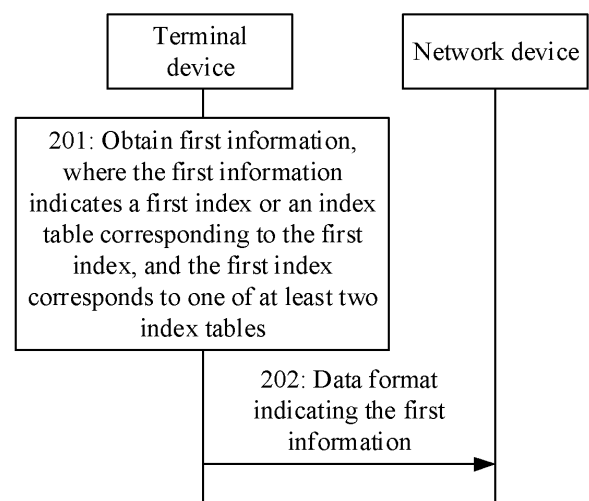 Terminal
device
Network device
201: Obtain first information,
where the first information
indicates a first index or an index
table corresponding to the first
index, and the first index
corresponds to one of at least two
index tables
202: Data format
indicating the first
information